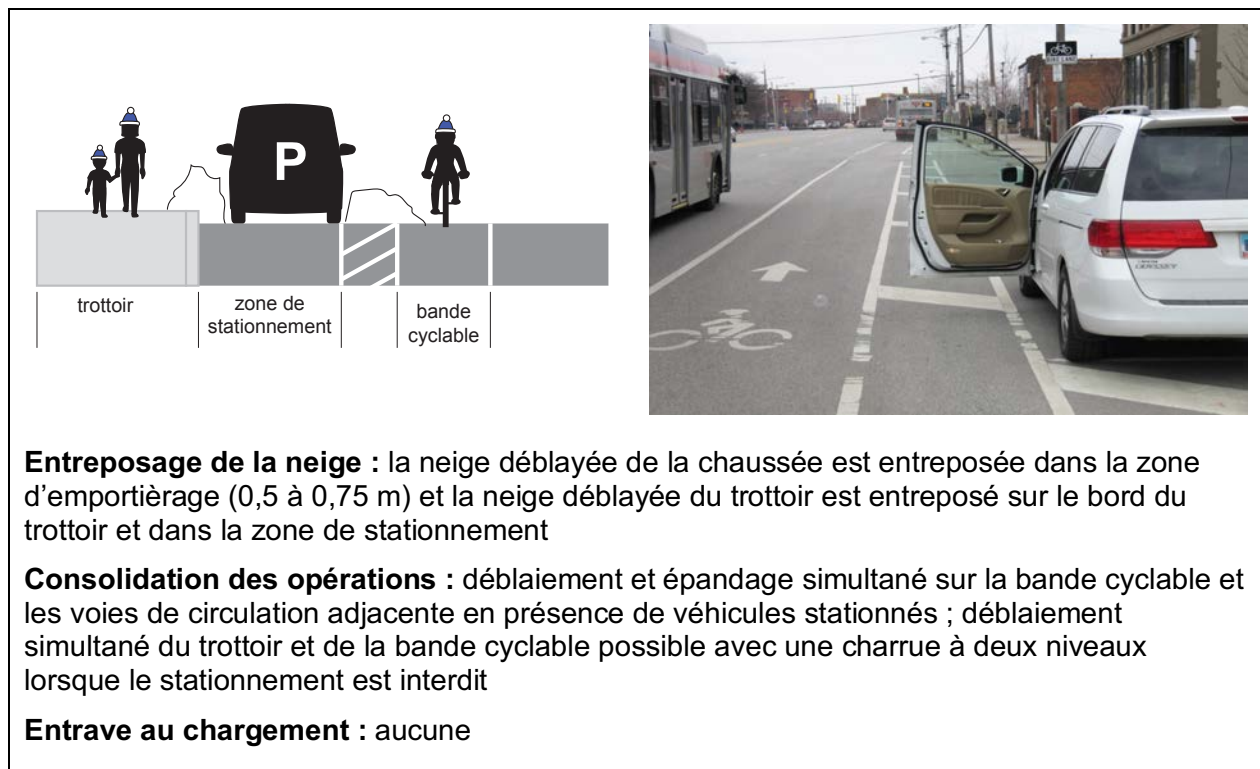 P
trottoir
zone de
stationnement
bande
cyclable
BIKE LANE
ODYSSEY
Entreposage de la neige : la neige déblayée de la chaussée est entreposée dans la zone
d'emportièrage (0,5 à 0,75 m) et la neige déblayée du trottoir est entreposé sur le bord du
trottoir et dans la zone de stationnement
Consolidation des opérations : déblaiement et épandage simultané sur la bande cyclable et
les voies de circulation adjacente en présence de véhicules stationnés ; déblaiement
simultané du trottoir et de la bande cyclable possible avec une charrue à deux niveaux
lorsque le stationnement est interdit
Entrave au chargement : aucune